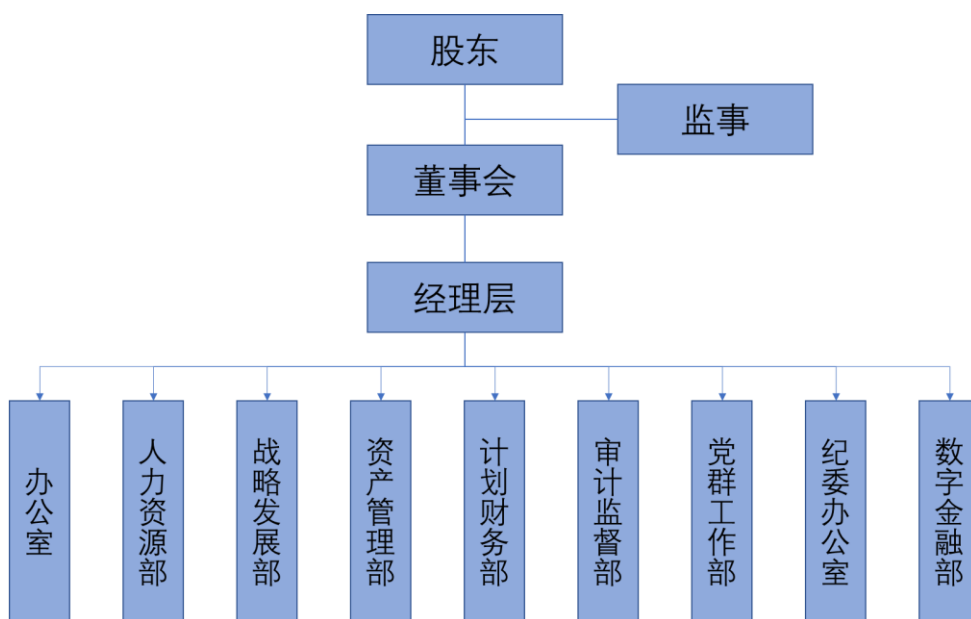 股东
监事
董事会
经理层
办公室
人力资源部
战略发展部
资产管理部
计划财务部
审计监督部
党群工作部
纪委办公室
数字金融部